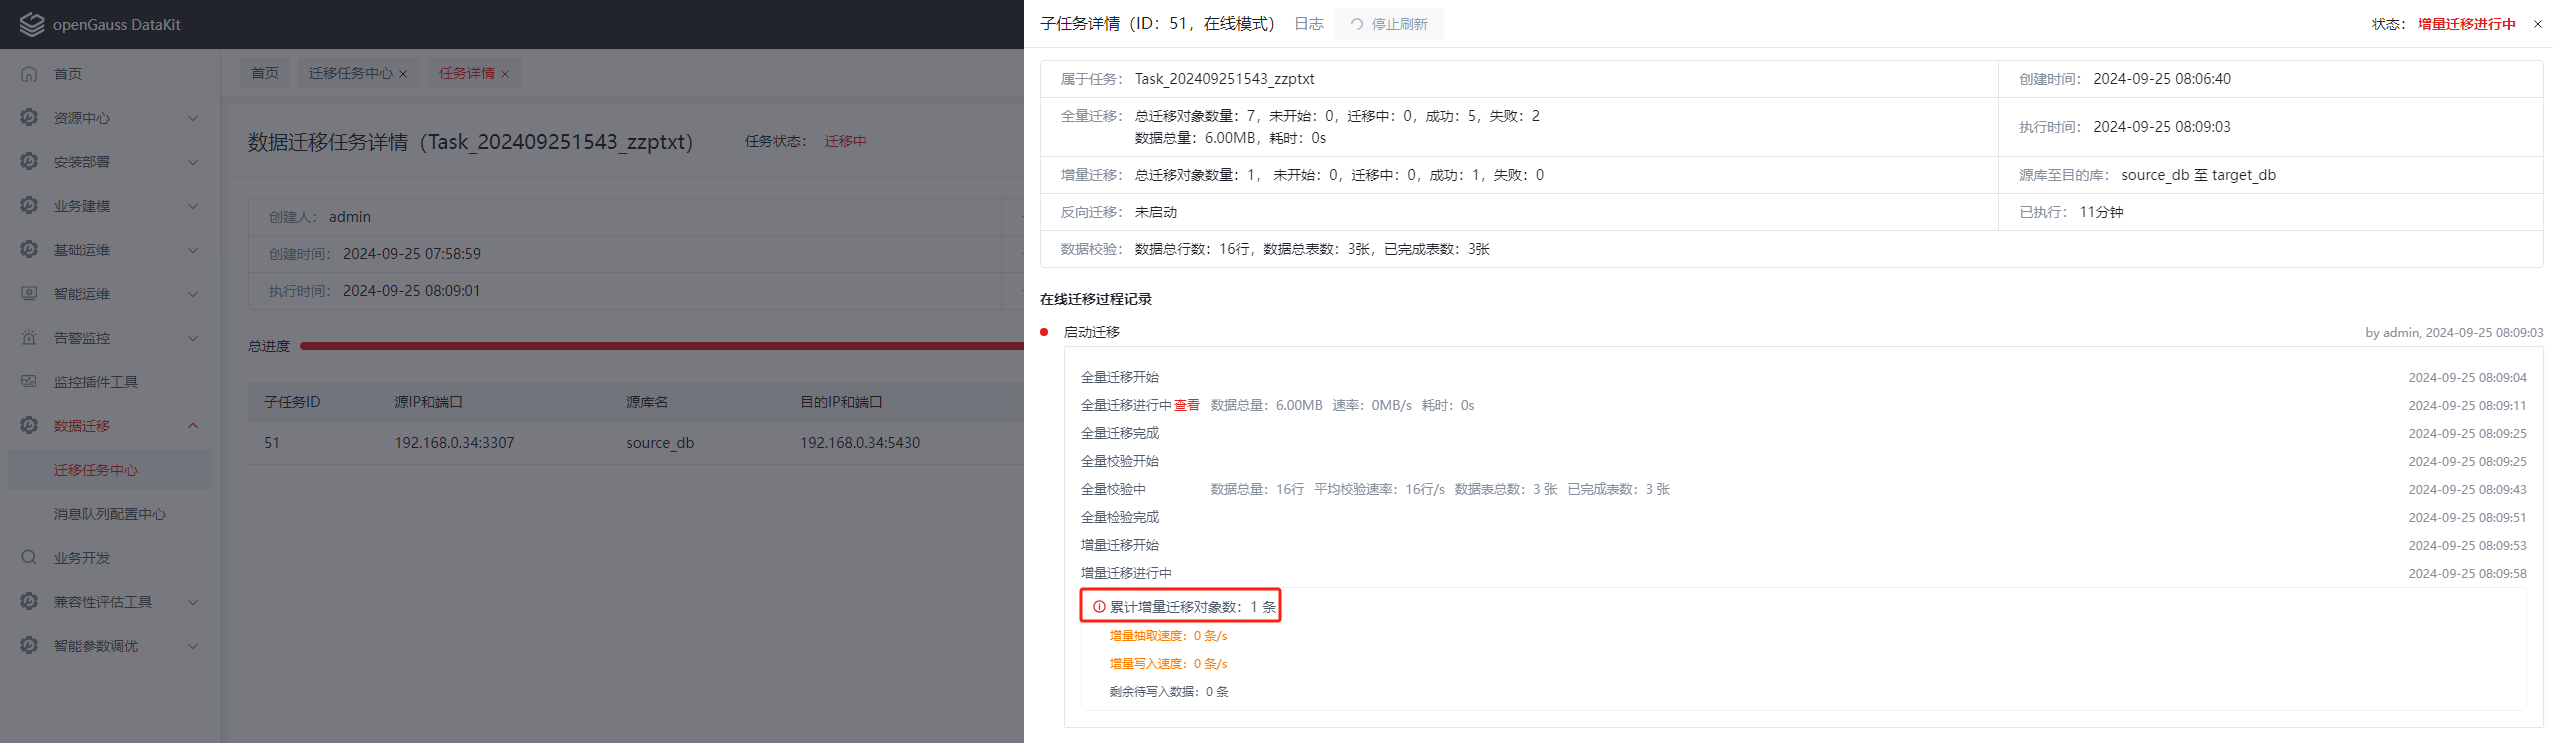 openGauss DataKit
首页
资源中心
安装部署
业务建模
基础运维
智能运维
告警监控
监控插件工具
数据迁移
迁移任务中心
消息队列配置中心
业务开发
兼容性评估工具
智能参数调优
首页 迁移任务中心 × 任务详情 ×
数据迁移任务详情（Task_202409251543_zzptxt） 任务状态： 迁移中
创建人： admin
创建时间： 2024-09-25 07:58:59
执行时间： 2024-09-25 08:09:01
总进度
子任务ID 源IP和端口 源库名 目的IP和端口
51 192.168.0.34:3307 source_db 192.168.0.34:5430
子任务详情（ID：51，在线模式） 日志 停止刷新 状态： 增量迁移进行中 ×
属于任务： Task_202409251543_zzptxt 创建时间： 2024-09-25 08:06:40
全量迁移： 总迁移对象数量：7，未开始：0，迁移中：0，成功：5，失败：2
数据总量：6.00MB，耗时：0s
执行时间： 2024-09-25 08:09:03
增量迁移： 总迁移对象数量：1， 未开始：0，迁移中：0，成功：1，失败：0 源库至目的库： source_db 至 target_db
反向迁移： 未启动 已执行： 11分钟
数据校验： 数据总行数：16行，数据总表数：3张，已完成表数：3张
在线迁移过程记录
启动迁移 by admin, 2024-09-25 08:09:03
全量迁移开始 2024-09-25 08:09:04
全量迁移进行中 查看 数据总量：6.00MB 速率：0MB/s 耗时：0s 2024-09-25 08:09:11
全量迁移完成 2024-09-25 08:09:25
全量校验开始 2024-09-25 08:09:25
全量校验中 数据总量：16行 平均校验速率：16行/s 数据表总数：3 张 已完成表数：3 张 2024-09-25 08:09:43
全量检验完成 2024-09-25 08:09:51
增量迁移开始 2024-09-25 08:09:53
增量迁移进行中 2024-09-25 08:09:58
累计增量迁移对象数：1 条
增量抽取速度：0 条/s
增量写入速度：0 条/s
剩余待写入数据：0 条